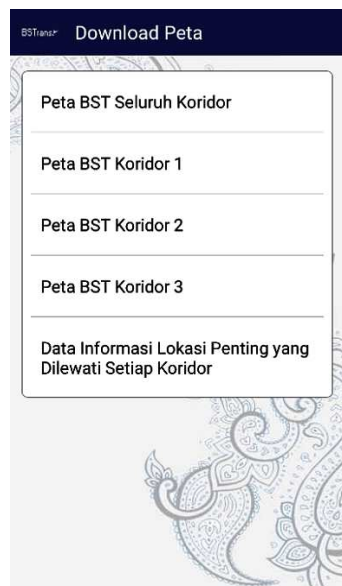 BSTrans
Download Peta
Peta BST Seluruh Koridor
Peta BST Koridor 1
Peta BST Koridor 2
Peta BST Koridor 3
Data Informasi Lokasi Penting yang
Dilewati Setiap Koridor